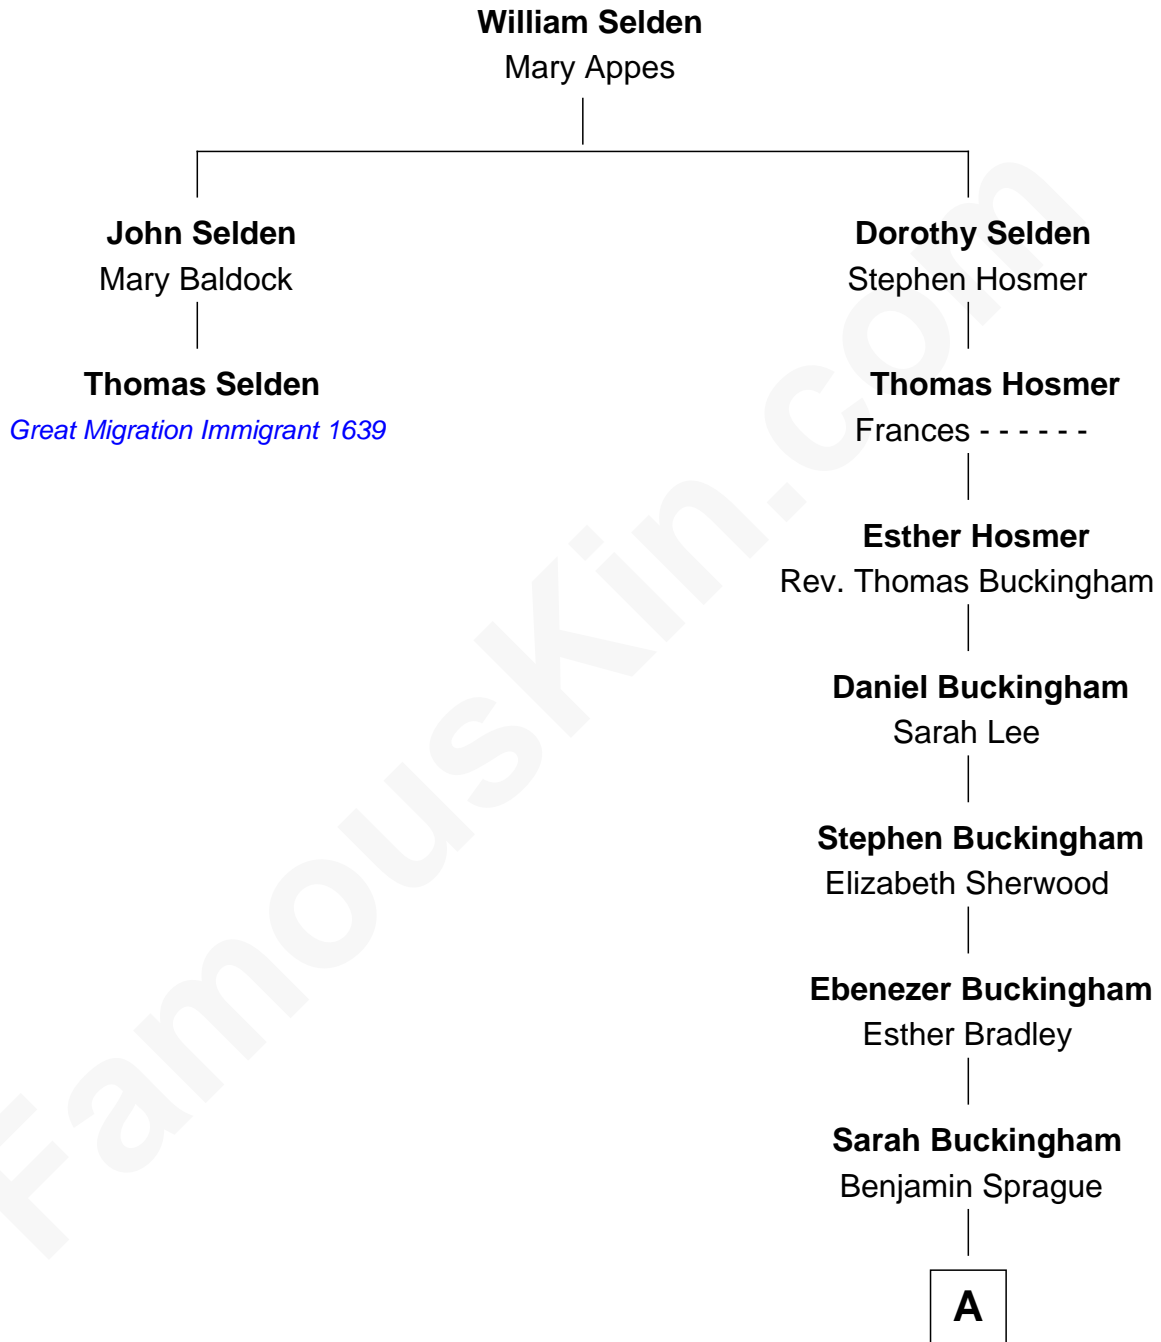 William Selden
Mary Appes
John Selden
Mary Baldock
Thomas Selden
Great Migration Immigrant 1639
Dorothy Selden
Stephen Hosmer
Thomas Hosmer
Frances - - - - - -
Esther Hosmer
Rev. Thomas Buckingham
Daniel Buckingham
Sarah Lee
Stephen Buckingham
Elizabeth Sherwood
Ebenezer Buckingham
Esther Bradley
Sarah Buckingham
Benjamin Sprague
A
FamousKin.com